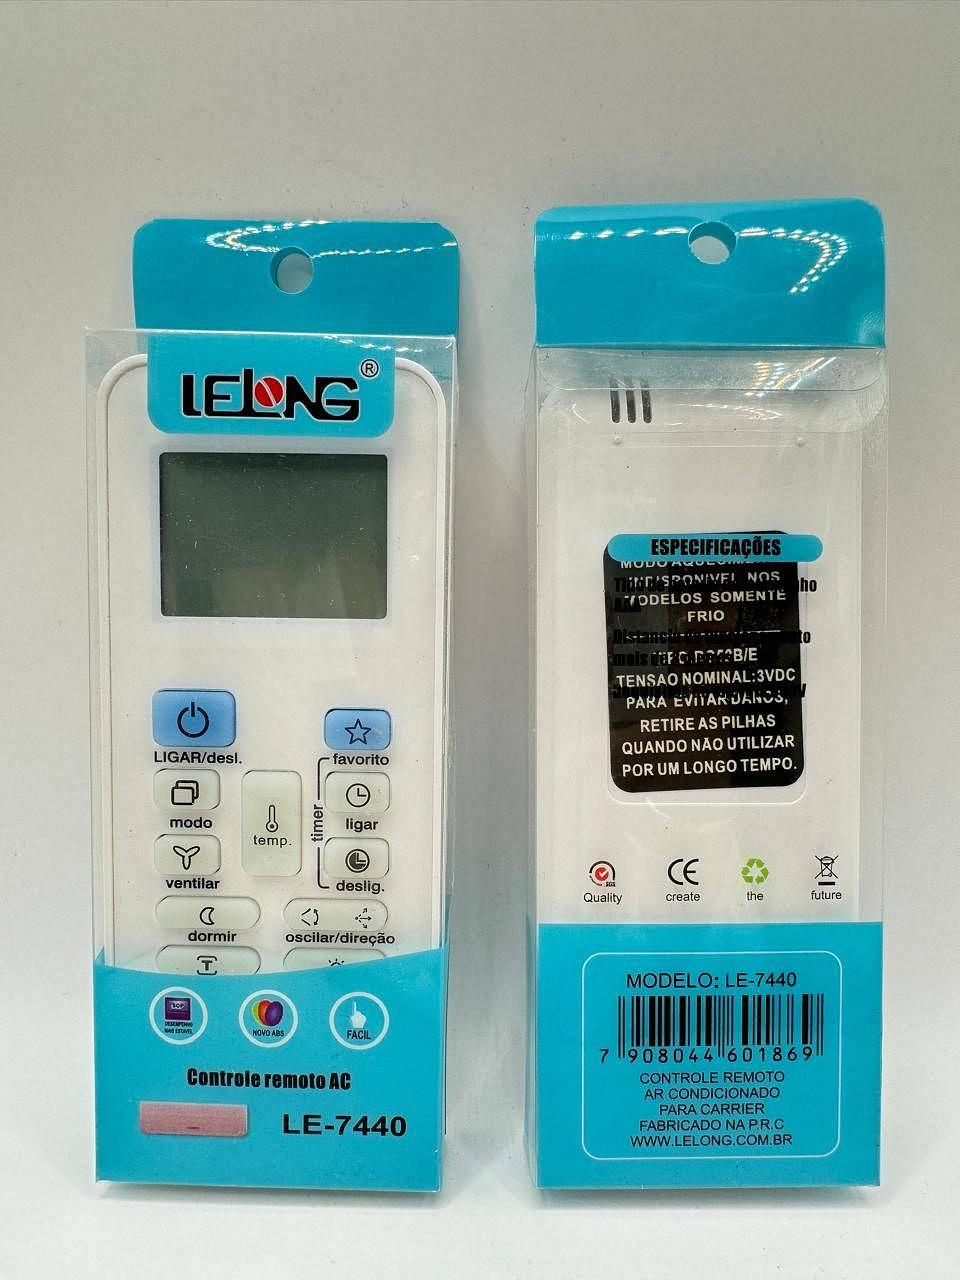 LELONG®
LIGAR/desl.
favorito
modo
temp.
timer
ligar
ventilar
deslig.
dormir
oscilar/direção
NOVO ABS
FACIL
Controle remoto AC
LE-7440
ESPECIFICAÇÕES
NOS
MODELOS SOMENTE
FRIO
TENSAO NOMINAL:3VDC
PARA EVITAR DANOS,
RETIRE AS PILHAS
QUANDO NÃO UTILIZAR
POR UM LONGO TEMPO.
SGS
CE
Quality create the future
MODELO: LE-7440
7 908044 601869
CONTROLE REMOTO
AR CONDICIONADO
PARA CARRIER
FABRICADO NA P.R.C
WWW.LELONG.COM.BR